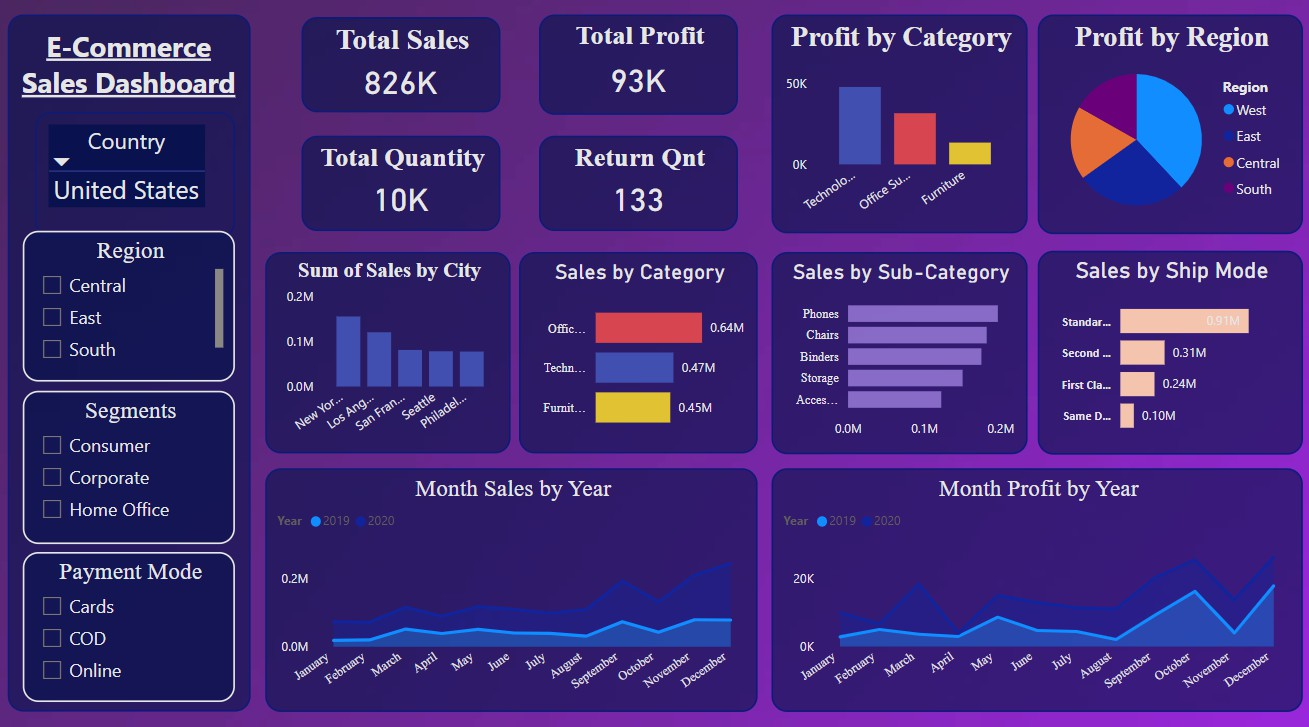 E-Commerce
Sales Dashboard
Country
United States
Region
Central
East
South
Segments
Consumer
Corporate
Home Office
Payment Mode
Cards
COD
Online
Total Sales
826K
Total Profit
93K
Total Quantity
10K
Return Qnt
133
Profit by Category
50K
0K
Technolo...
Office Su...
Furniture
Profit by Region
Region
West
East
Central
South
Sum of Sales by City
0.2M
0.1M
0.0M
New Yor...
Los Ang...
San Fran...
Seattle
Philadel...
Sales by Category
Offic... 0.64M
Techn... 0.47M
Furnit... 0.45M
Sales by Sub-Category
Phones
Chairs
Binders
Storage
Acces...
0.0M 0.1M 0.2M
Sales by Ship Mode
Standar... 0.91M
Second ... 0.31M
First Cla... 0.24M
Same D... 0.10M
Month Sales by Year
Year 2019 2020
0.2M
0.0M
January February March April May June July August September October November December
Month Profit by Year
Year 2019 2020
20K
0K
January February March April May June July August September October November December